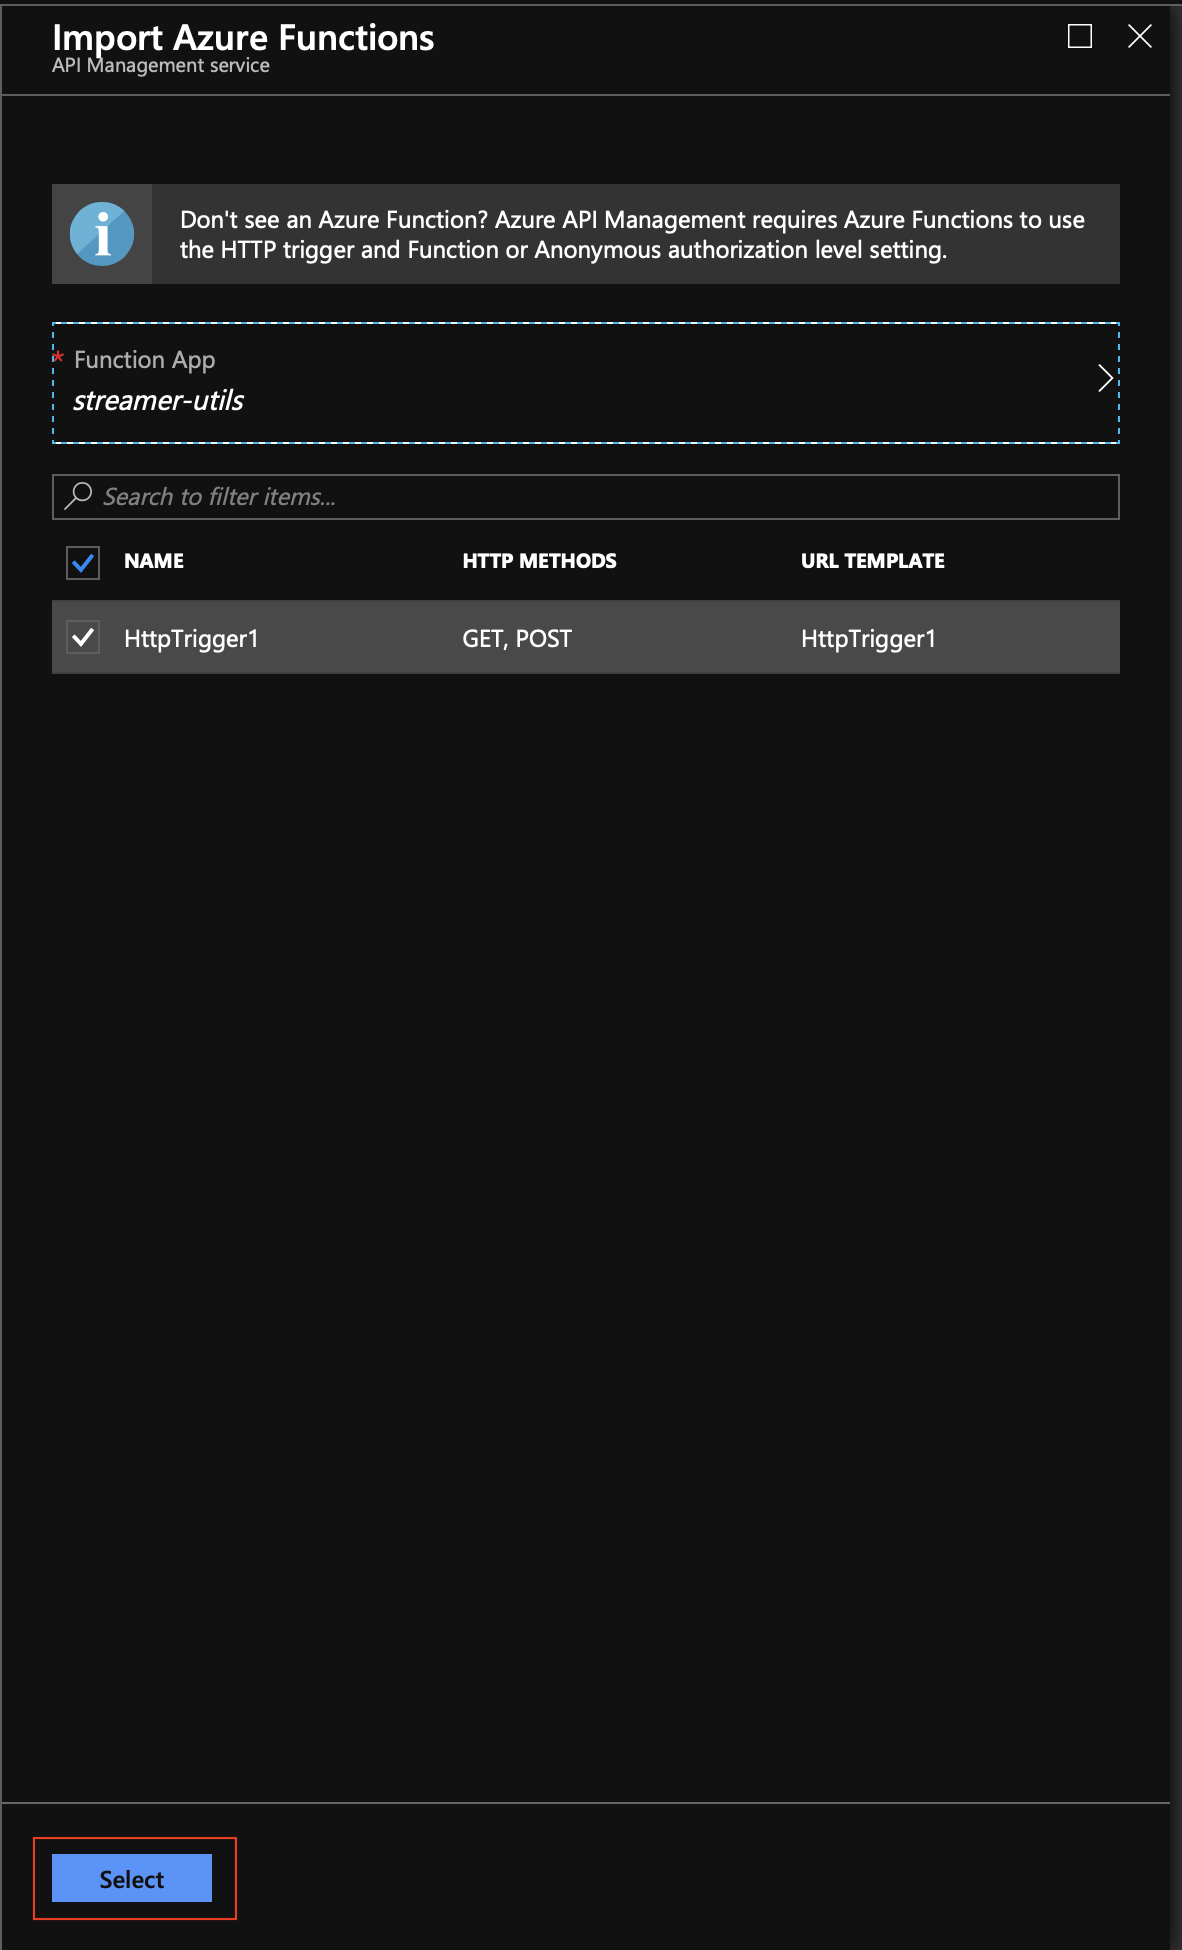 Import Azure Functions
API Management service
Don't see an Azure Function? Azure API Management requires Azure Functions to use
the HTTP trigger and Function or Anonymous authorization level setting.
* Function App
streamer-utils
Search to filter items...
NAME HTTP METHODS URL TEMPLATE
HttpTrigger1 GET, POST HttpTrigger1
Select